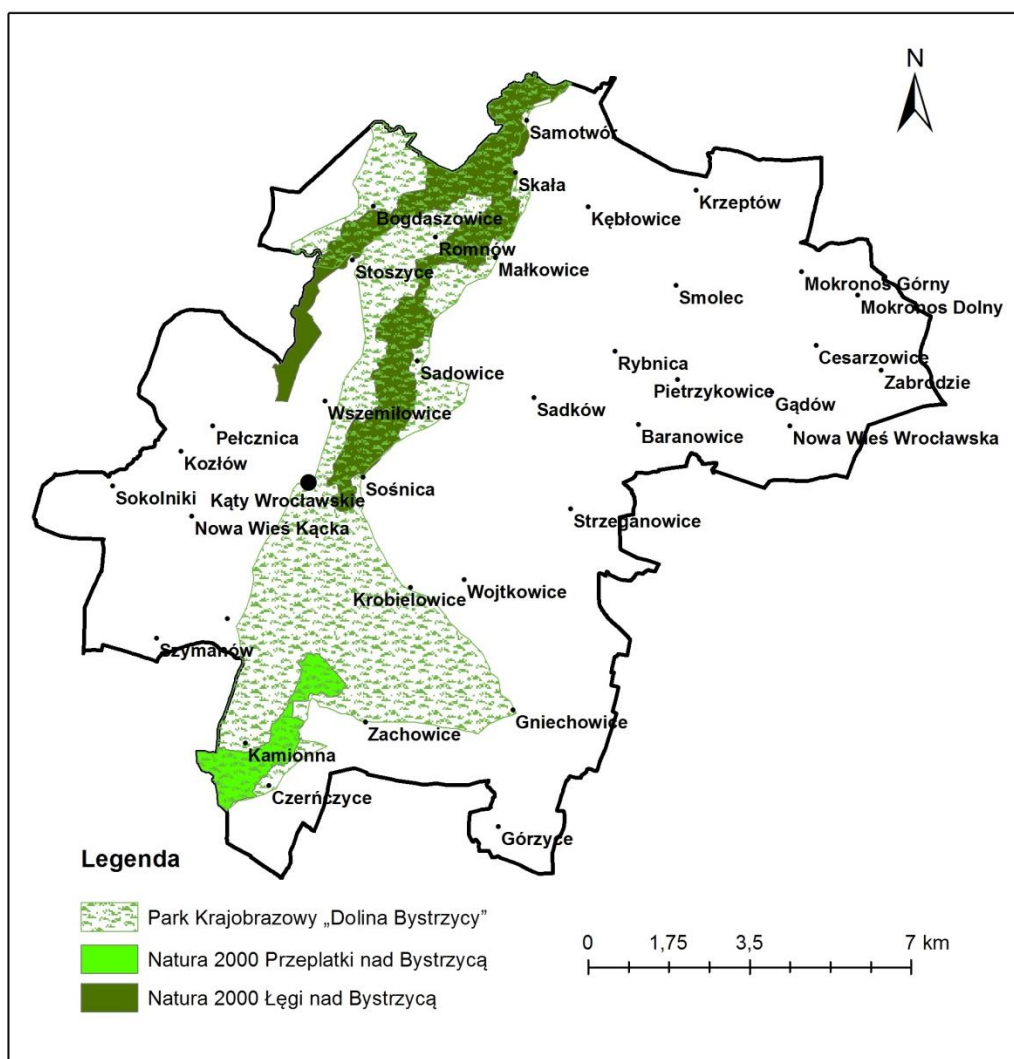 N
Samotwór
Skała
Krzeptów
Bogdaszowice
Kębłowice
Romnów
Stoszyce
Małkowice
Mokronos Górny
Smolec
Mokronos Dolny
Cesarzowice
Rybnica
Sadowice
Zabrodzie
Pietrzykowice
Wszemiłowice
Sadków
Gądów
Pełcznica
Baranowice
Nowa Wieś Wrocławska
Kozłów
Sośnica
Sokolniki
Kąty Wrocławskie
Nowa Wieś Kącka
Strzeganowice
Wojtkowice
Krobielowice
Szymanów
Gniechowice
Zachowice
Kamionna
Czerńczyce
Górzyce
Legenda
Park Krajobrazowy „Dolina Bystrzycy”
Natura 2000 Przeplatki nad Bystrzycą
Natura 2000 Łęgi nad Bystrzycą
0 1,75 3,5 7 km